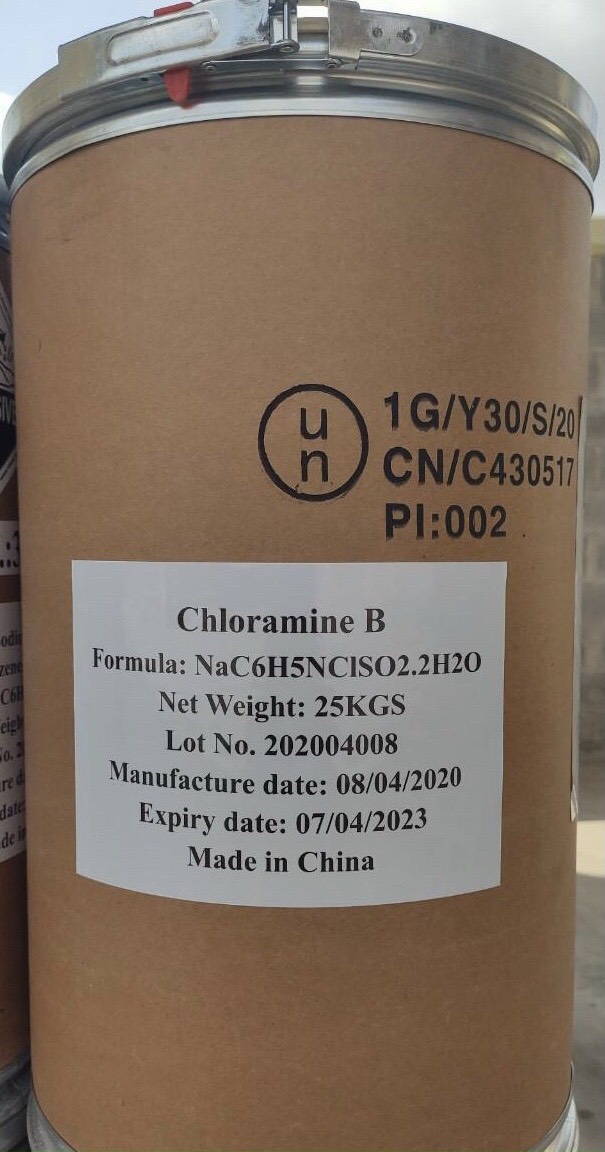 un
1G/Y30/S/20
CN/C430517
PI:002
Chloramine B
Formula: NaC6H5NClSO2.2H2O
Net Weight: 25KGS
Lot No. 202004008
Manufacture date: 08/04/2020
Expiry date: 07/04/2023
Made in China